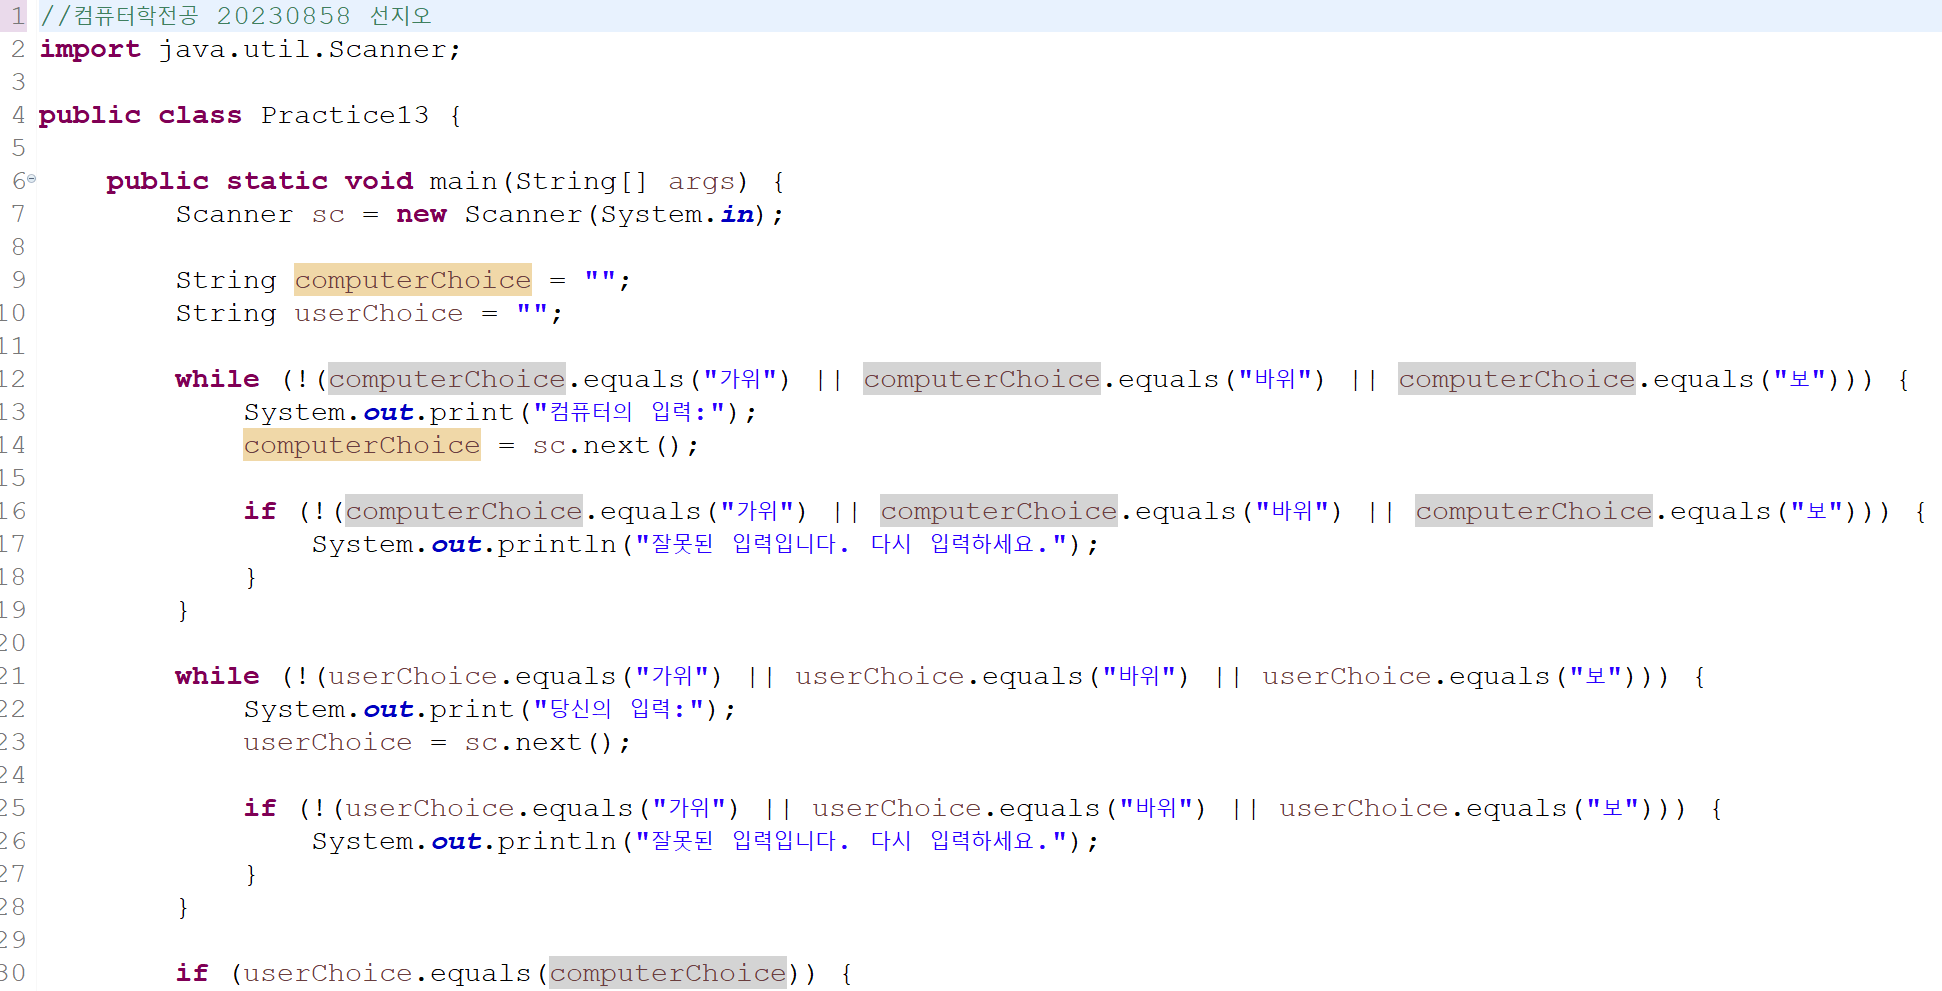 1 //컴퓨터학전공 20230858 선지오
2 import java.util.Scanner;
3
4 public class Practice13 {
5
6 public static void main(String[] args) {
7 Scanner sc = new Scanner(System.in);
8
9 String computerChoice = "";
10 String userChoice = "";
11
12 while (!(computerChoice.equals("가위") || computerChoice.equals("바위") || computerChoice.equals("보"))) {
13 System.out.print("컴퓨터의 입력:");
14 computerChoice = sc.next();
15
16 if (!(computerChoice.equals("가위") || computerChoice.equals("바위") || computerChoice.equals("보"))) {
17 System.out.println("잘못된 입력입니다. 다시 입력하세요.");
18 }
19 }
20
21 while (!(userChoice.equals("가위") || userChoice.equals("바위") || userChoice.equals("보"))) {
22 System.out.print("당신의 입력:");
23 userChoice = sc.next();
24
25 if (!(userChoice.equals("가위") || userChoice.equals("바위") || userChoice.equals("보"))) {
26 System.out.println("잘못된 입력입니다. 다시 입력하세요.");
27 }
28 }
29
30 if (userChoice.equals(computerChoice)) {